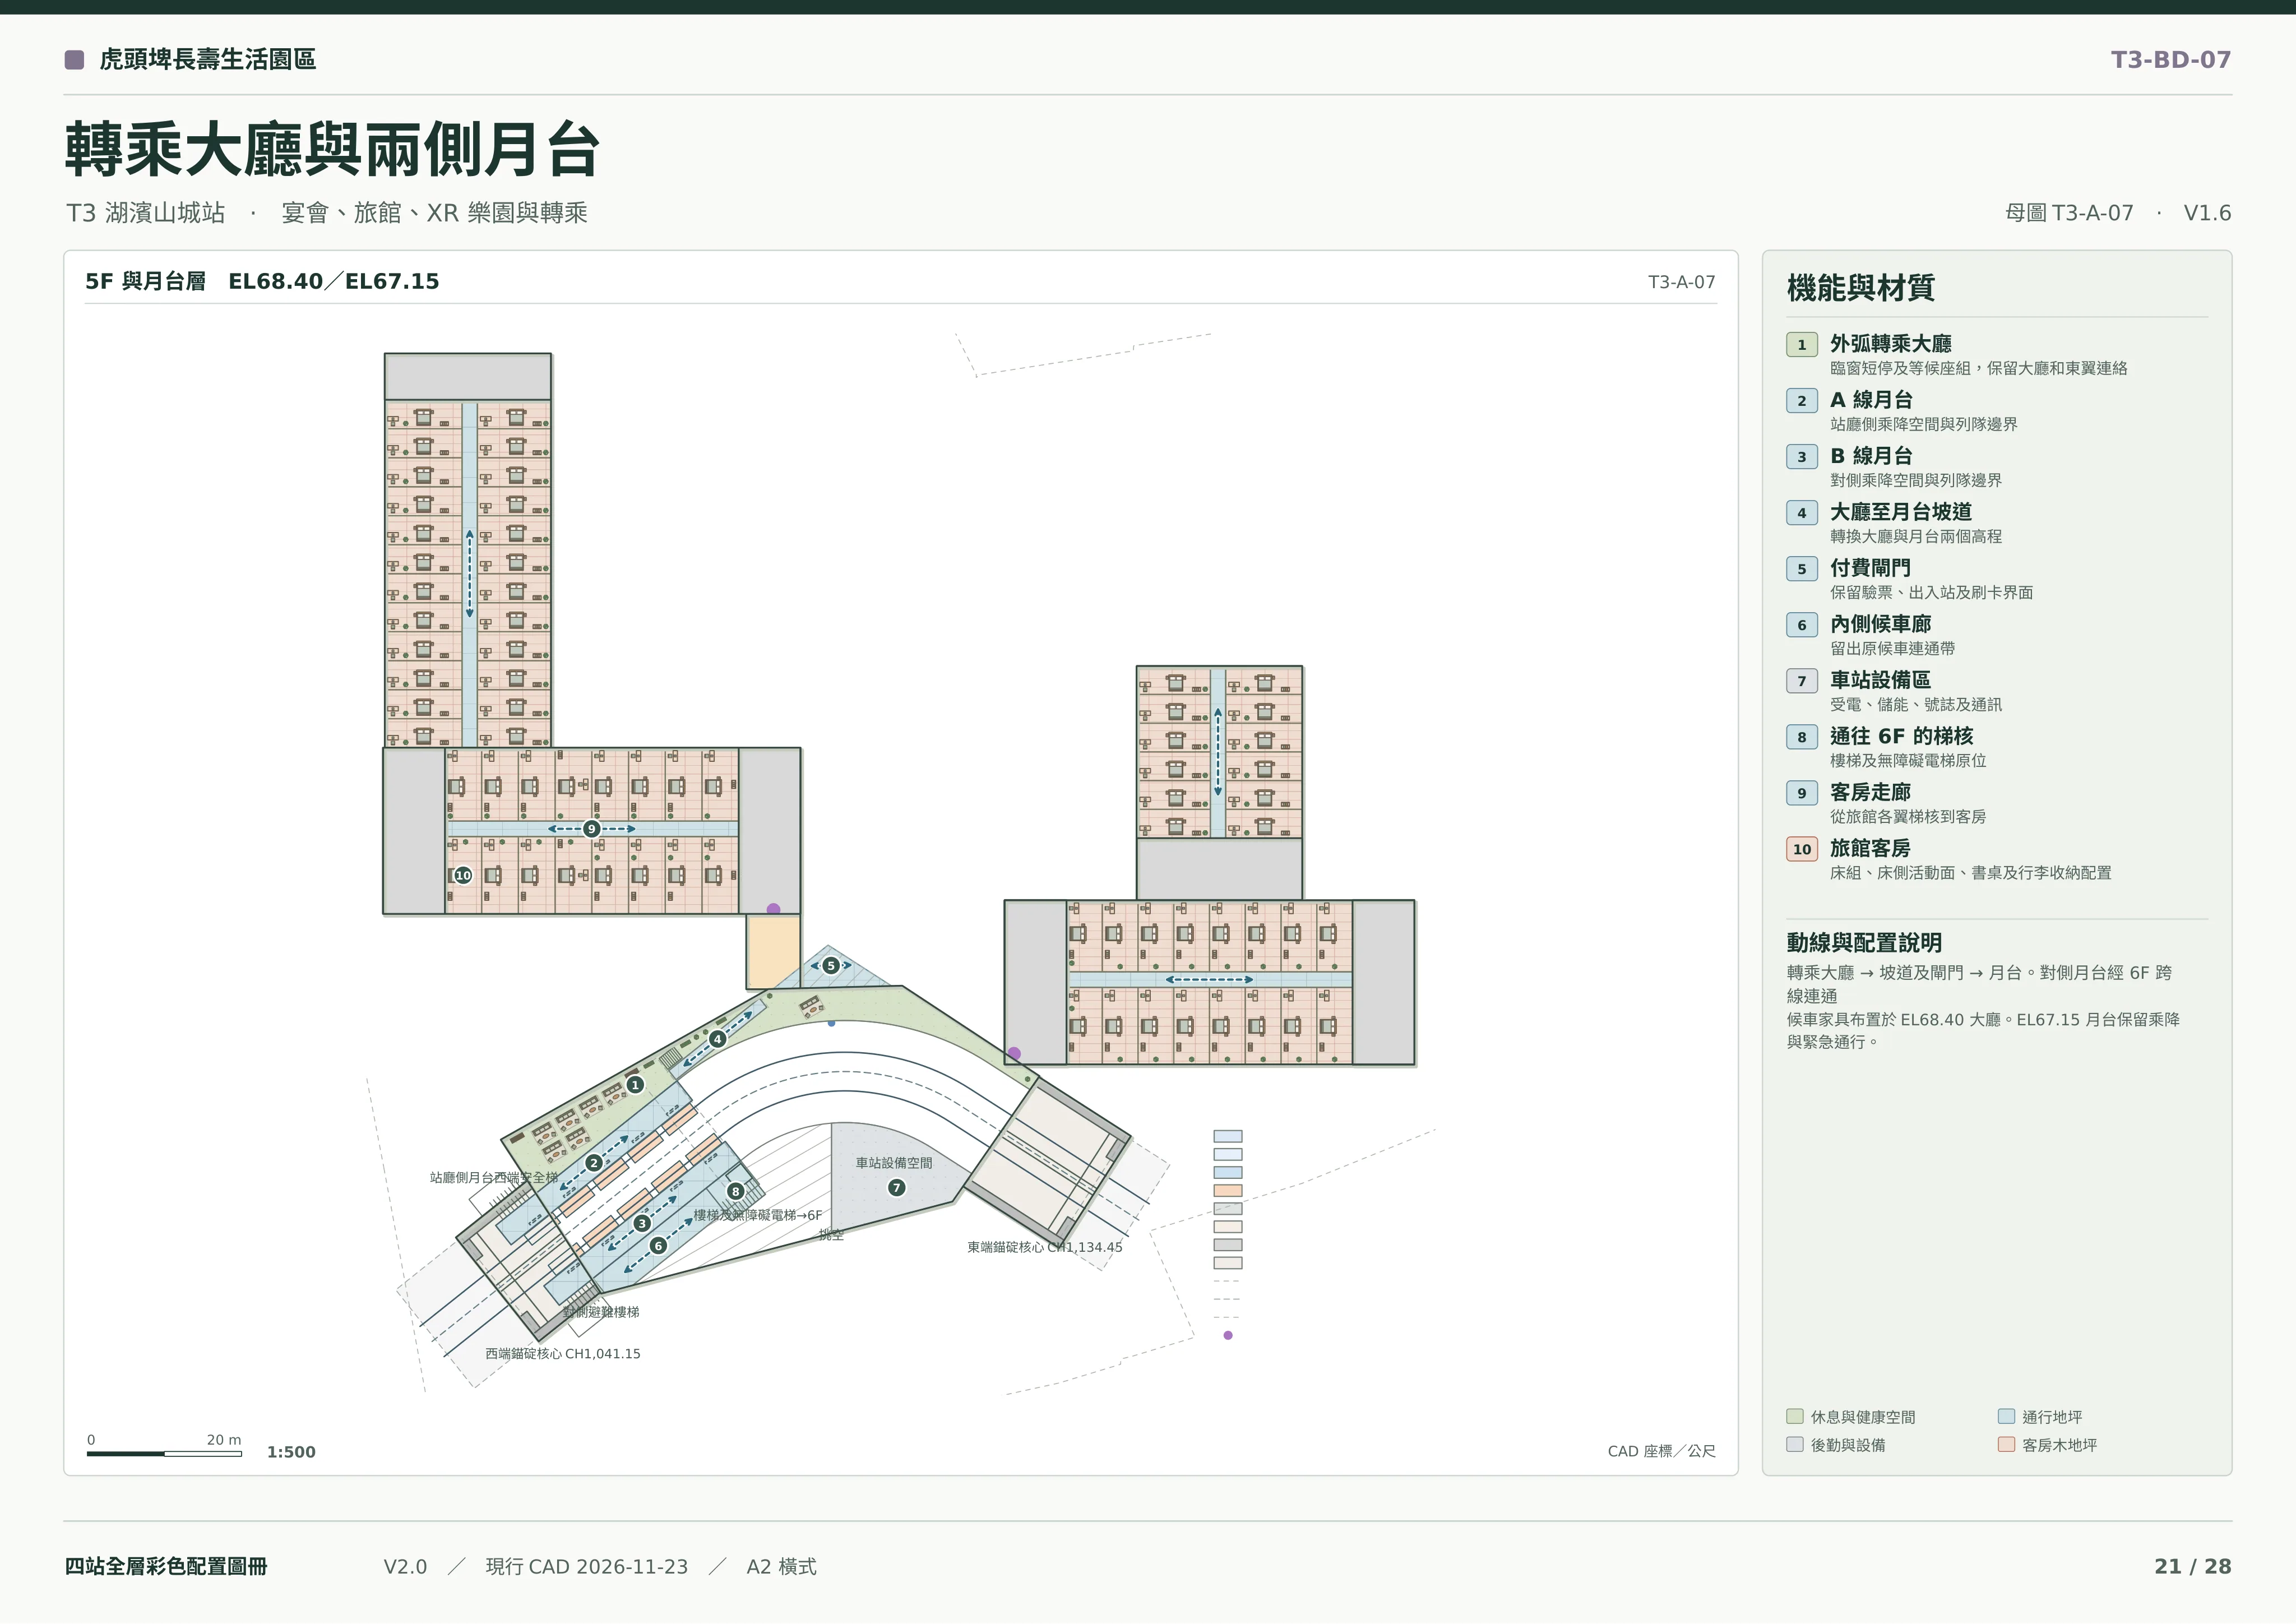 虎頭埤長壽生活園區
T3-BD-07
轉乘大廳與兩側月台
T3 湖濱山城站 · 宴會、旅館、XR 樂園與轉乘
母圖 T3-A-07 · V1.6
5F 與月台層 EL68.40／EL67.15
T3-A-07
9
10
5
4
1
2
站廳側月台西端安全梯
車站設備空間
7
8
樓梯及無障礙電梯→6F
3
挑空
6
東端錨碇核心 CH1,134.45
對側避難樓梯
西端錨碇核心 CH1,041.15
0 20 m 1:500
CAD 座標／公尺
機能與材質
1 外弧轉乘大廳
臨窗短停及等候座組，保留大廳和東翼連絡
2 A 線月台
站廳側乘降空間與列隊邊界
3 B 線月台
對側乘降空間與列隊邊界
4 大廳至月台坡道
轉換大廳與月台兩個高程
5 付費閘門
保留驗票、出入站及刷卡界面
6 內側候車廊
留出原候車連通帶
7 車站設備區
受電、儲能、號誌及通訊
8 通往 6F 的梯核
樓梯及無障礙電梯原位
9 客房走廊
從旅館各翼梯核到客房
10 旅館客房
床組、床側活動面、書桌及行李收納配置
動線與配置說明
轉乘大廳 → 坡道及閘門 → 月台。對側月台經 6F 跨
線連通
候車家具布置於 EL68.40 大廳。EL67.15 月台保留乘降
與緊急通行。
休息與健康空間
通行地坪
後勤與設備
客房木地坪
四站全層彩色配置圖冊
V2.0 ／ 現行 CAD 2026-11-23 ／ A2 橫式
21 / 28